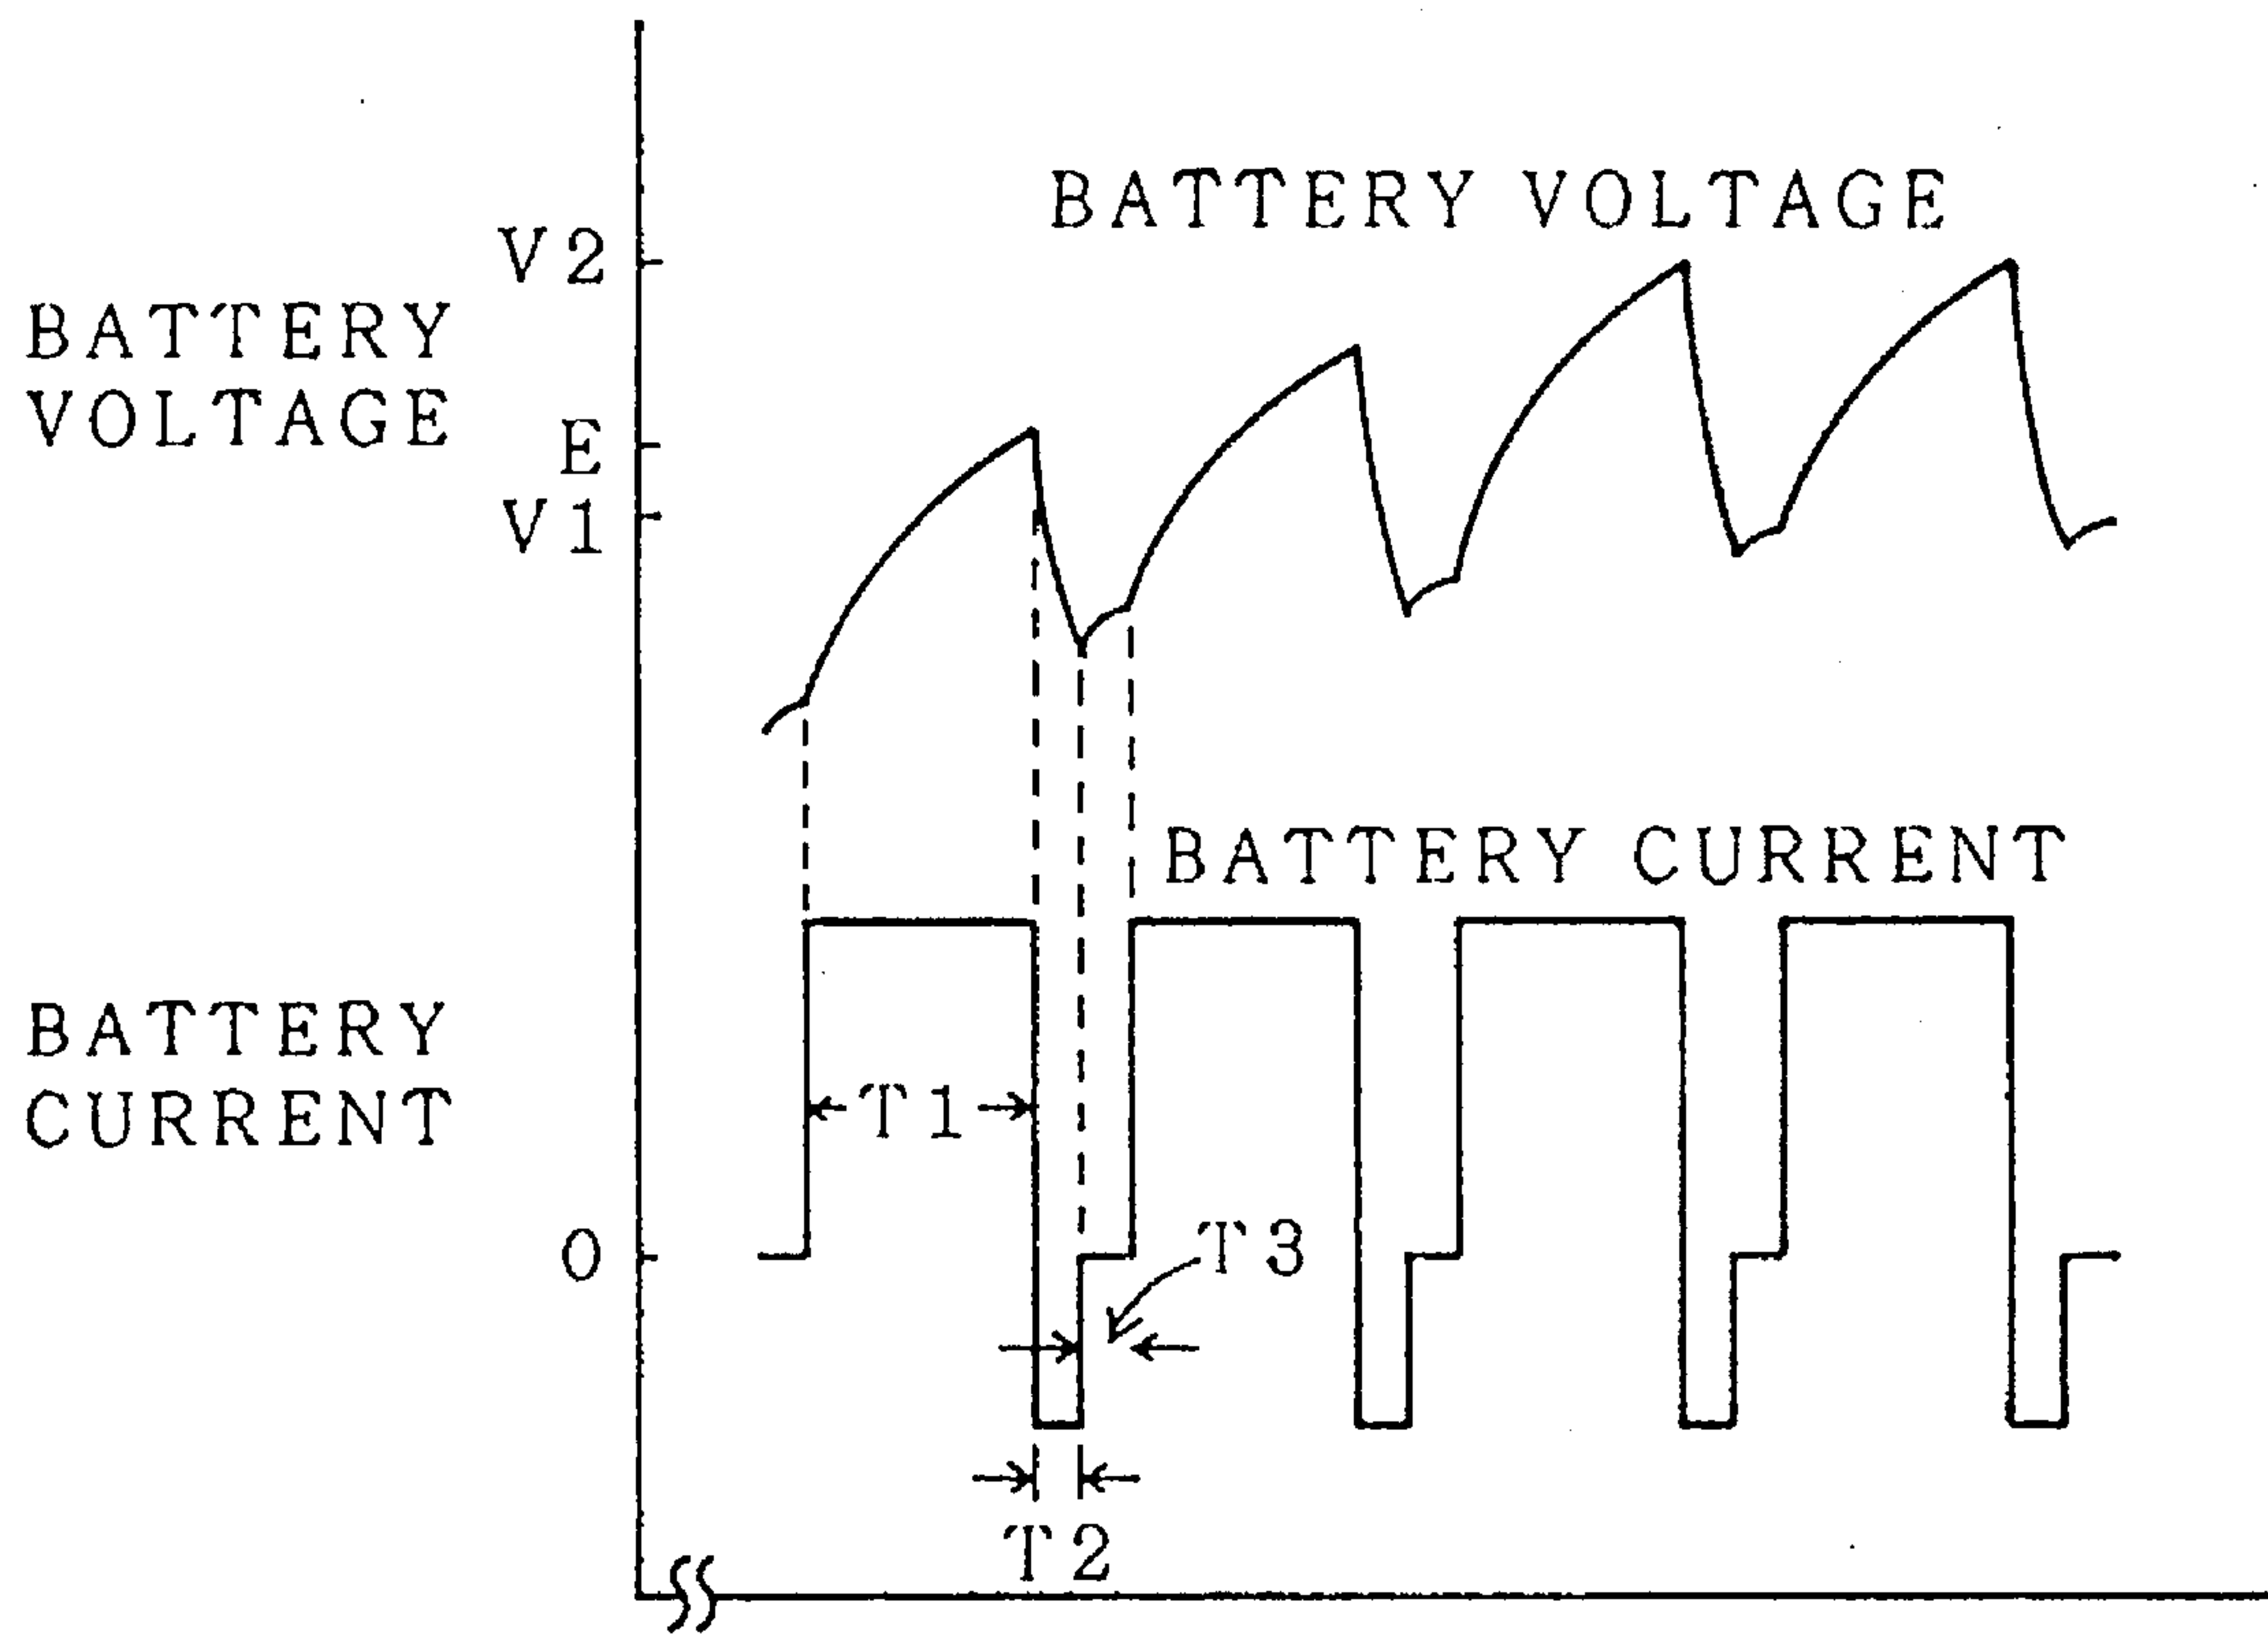 BATTERY VOLTAGE
V2
BATTERY
VOLTAGE
E
V1
BATTERY CURRENT
BATTERY
CURRENT
T1
0
T3
T2